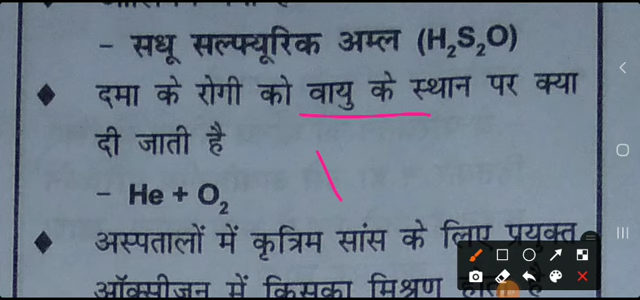 – सधू सल्फ्यूरिक अम्ल (H₂S₂O)
♦ दमा के रोगी को वायु के स्थान पर क्या
दी जाती है
– He + O₂
♦ अस्पतालों में कृत्रिम सांस के लिए प्रयुक्त
ऑक्सीजन में किसका मिश्रण होता है